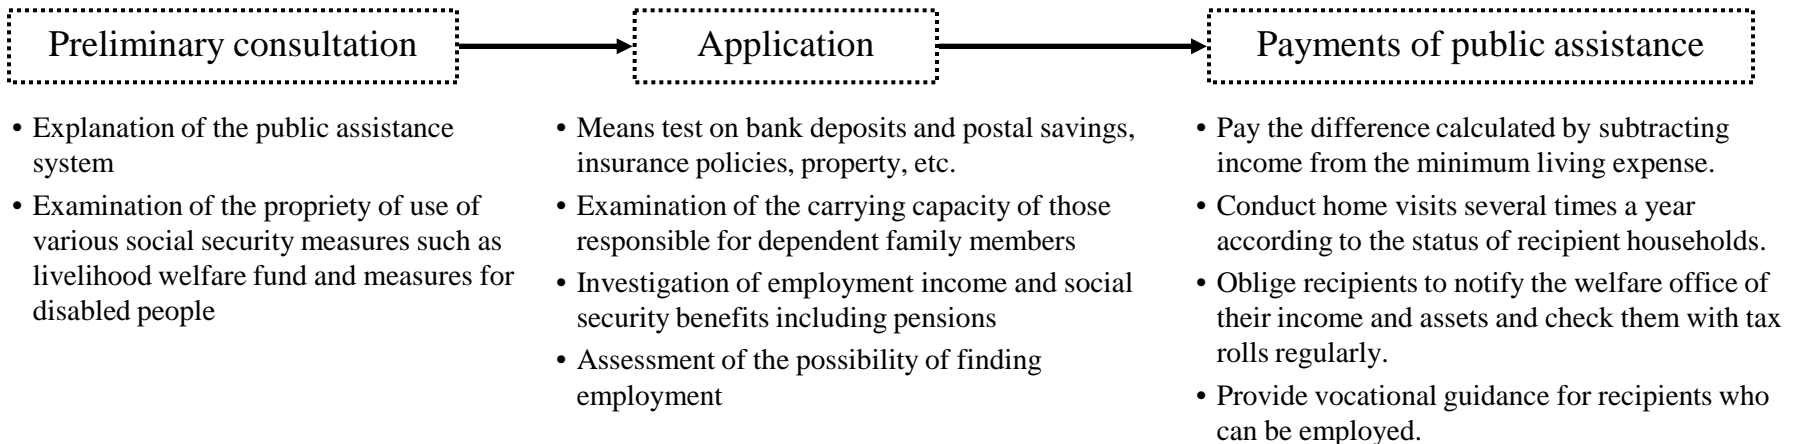 Preliminary consultation
Application
Payments of public assistance
• Explanation of the public assistance
system
• Examination of the propriety of use of
various social security measures such as
livelihood welfare fund and measures for
disabled people
• Means test on bank deposits and postal savings,
insurance policies, property, etc.
• Examination of the carrying capacity of those
responsible for dependent family members
• Investigation of employment income and social
security benefits including pensions
• Assessment of the possibility of finding
employment
• Pay the difference calculated by subtracting
income from the minimum living expense.
• Conduct home visits several times a year
according to the status of recipient households.
• Oblige recipients to notify the welfare office of
their income and assets and check them with tax
rolls regularly.
• Provide vocational guidance for recipients who
can be employed.